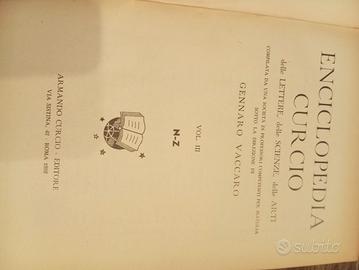 ENCICLOPEDIA
CURCIO
delle LETTERE, delle SCIENZE, delle ARTI
COMPILATA DA UNA SOCIETÀ DI PROFESSORI COMPETENTI PER MATERIA
SOTTO LA DIREZIONE DI
GENNARO VACCARO
VOL. III
N-Z
ARMANDO CURCIO - EDITORE
VIA SISTINA, 42 - ROMA
subito